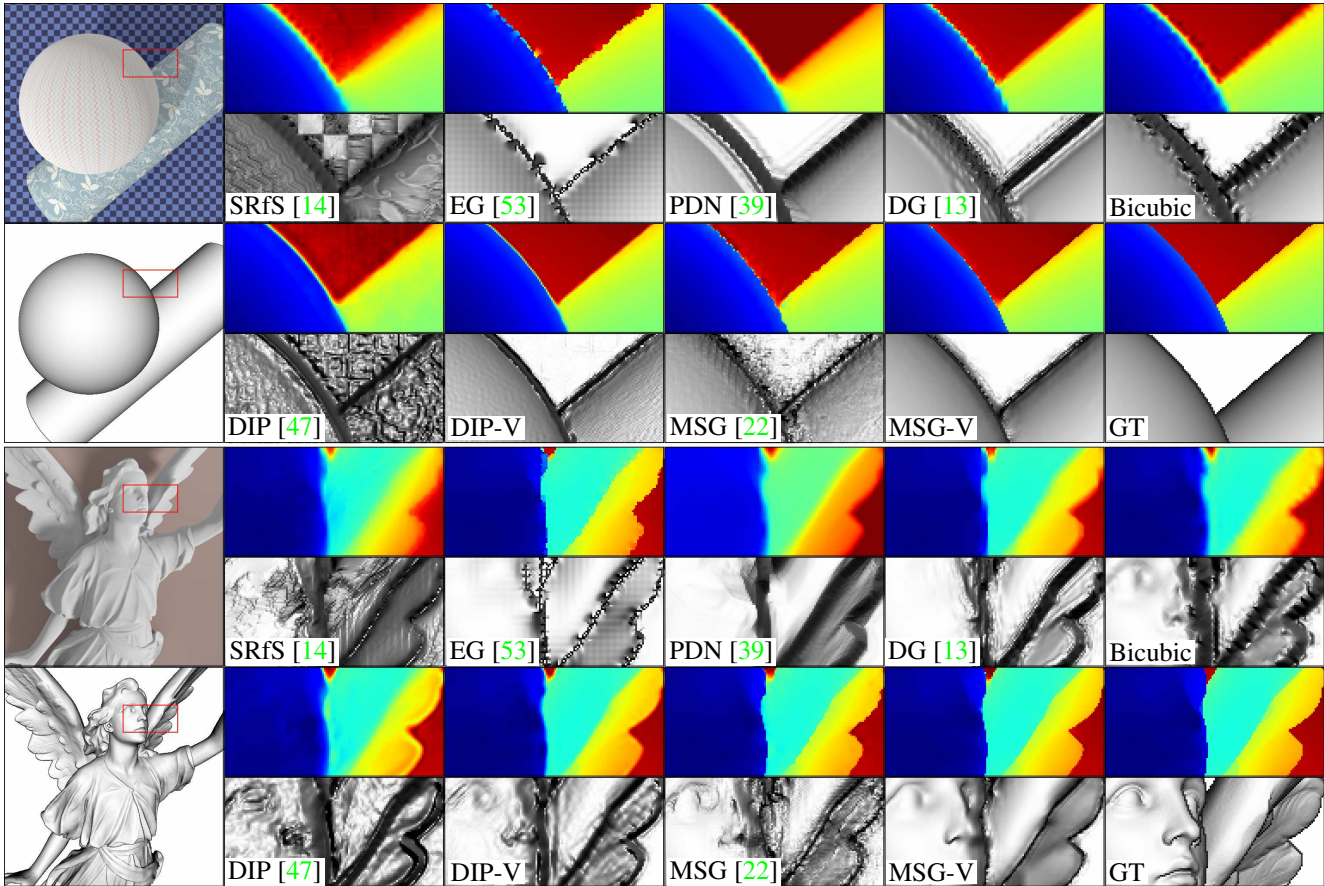 SRfS [14]
EG [53]
PDN [39]
DG [13]
Bicubic
DIP [47]
DIP-V
MSG [22]
MSG-V
GT
SRfS [14]
EG [53]
PDN [39]
DG [13]
Bicubic
DIP [47]
DIP-V
MSG [22]
MSG-V
GT